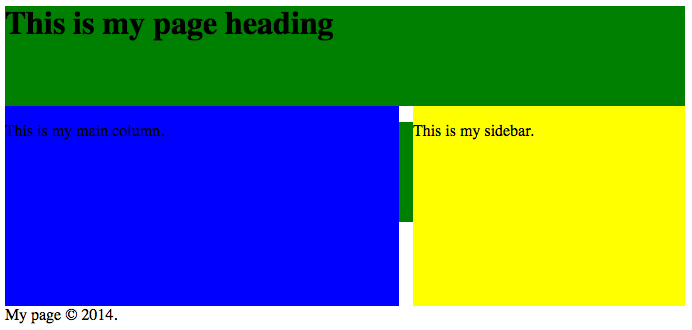 This is my page heading
This is my main column.
This is my sidebar.
My page © 2014.